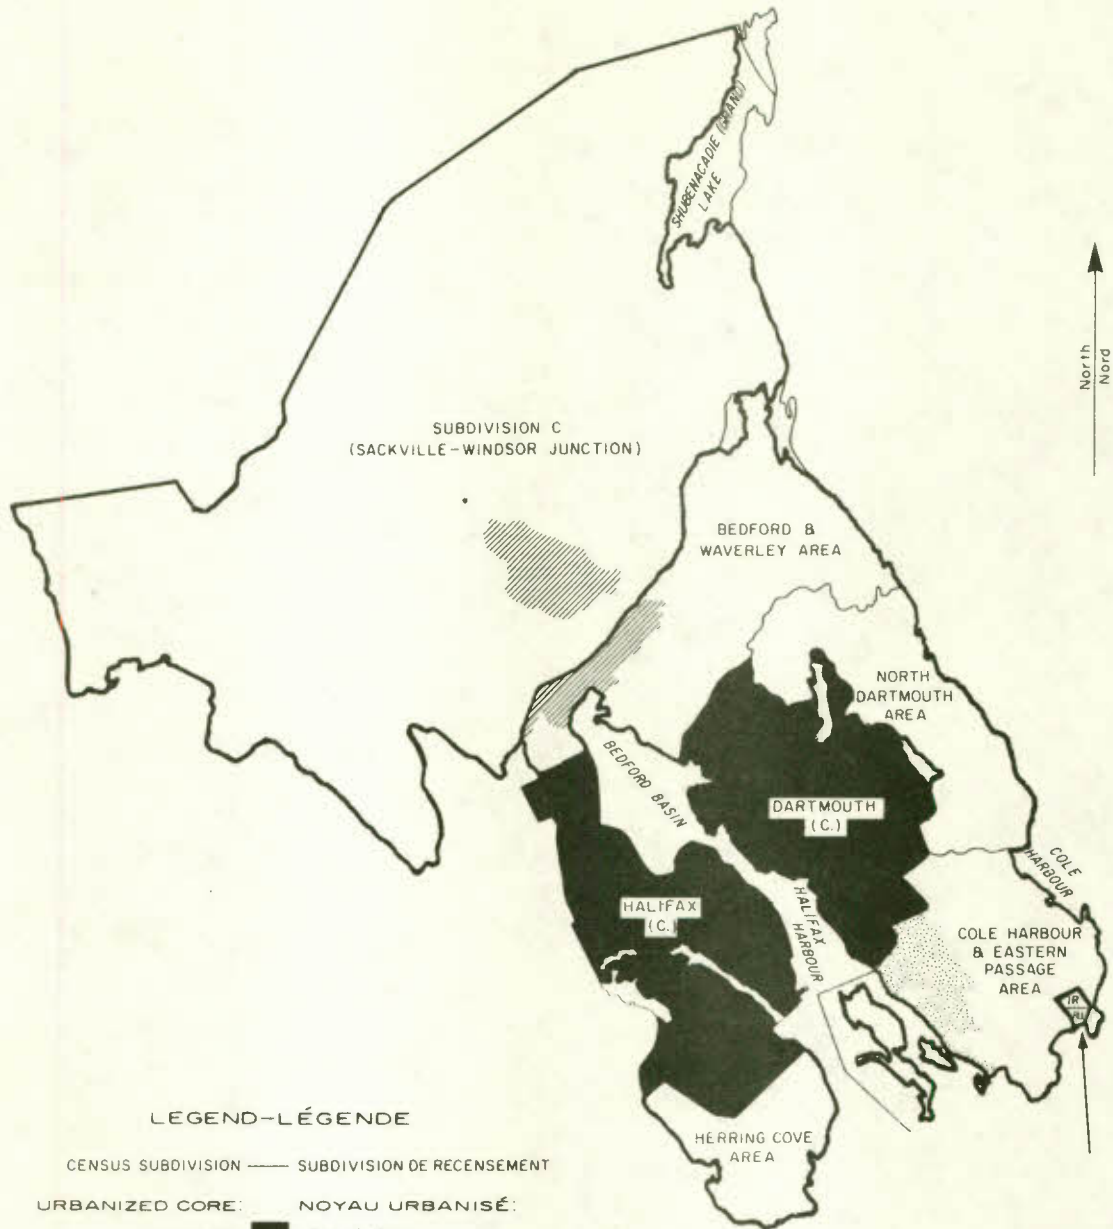 SHUBENACADIE (GRAND)
LAKE
North
Nord
SUBDIVISION C
(SACKVILLE-WINDSOR JUNCTION)
BEDFORD &
WAVERLEY AREA
NORTH
DARTMOUTH
AREA
BEDFORD BASIN
DARTMOUTH
(C.)
COLE
HARBOUR
HALIFAX
(C.)
HALIFAX
HARBOUR
COLE HARBOUR
& EASTERN
PASSAGE
AREA
IR
HERRING COVE
AREA
LEGEND-LÉGENDE
CENSUS SUBDIVISION — SUBDIVISION DE RECENSEMENT
URBANIZED CORE: NOYAU URBANISÉ: